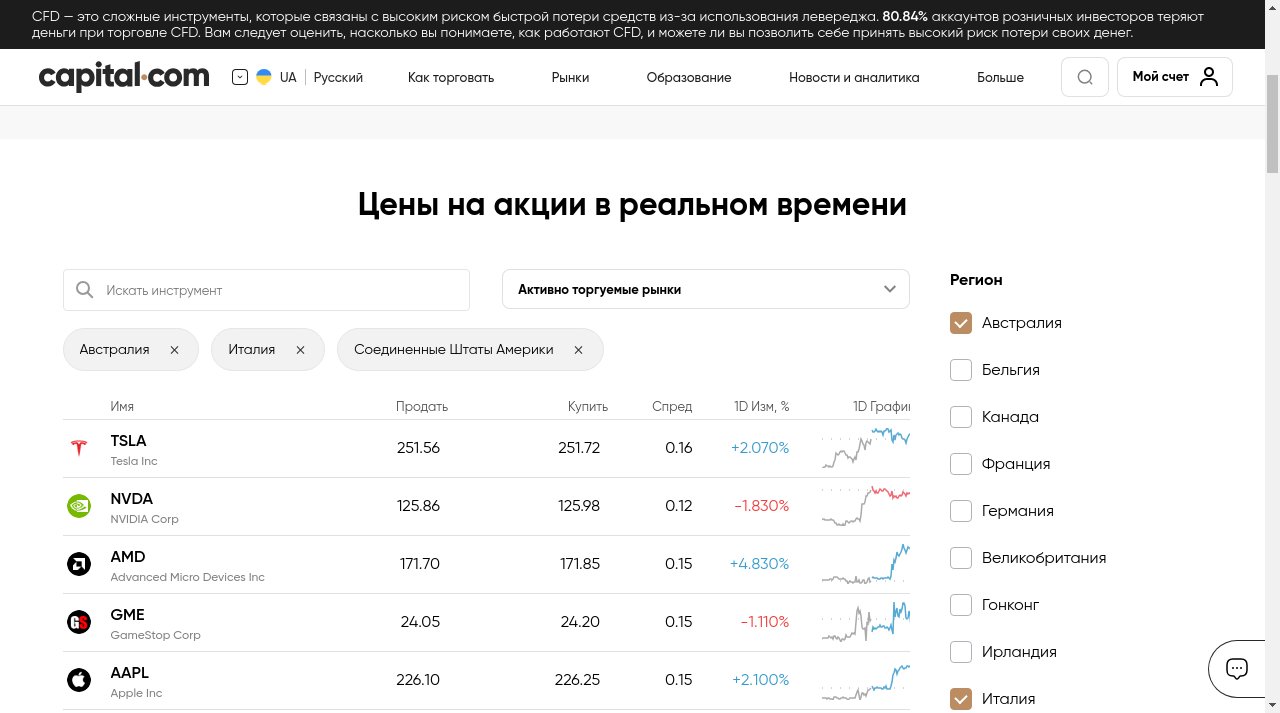 CFD — это сложные инструменты, которые связаны с высоким риском быстрой потери средств из-за использования левереджа. 80.84% аккаунтов розничных инвесторов теряют
деньги при торговле CFD. Вам следует оценить, насколько вы понимаете, как работают CFD, и можете ли вы позволить себе принять высокий риск потери своих денег.
capital.com UA Русский Как торговать Рынки Образование Новости и аналитика Больше Мой счет
Цены на акции в реальном времени
Искать инструмент
Активно торгуемые рынки
Австралия × Италия × Соединенные Штаты Америки ×
Имя Продать Купить Спред 1D Изм, %
TSLA 251.56 251.72 0.16 +2.070%
Tesla Inc
NVDA 125.86 125.98 0.12 -1.830%
NVIDIA Corp
AMD 171.70 171.85 0.15 +4.830%
Advanced Micro Devices Inc
GME 24.05 24.20 0.15 -1.110%
GameStop Corp
AAPL 226.10 226.25 0.15 +2.100%
Apple Inc
Регион
Австралия
Бельгия
Канада
Франция
Германия
Великобритания
Гонконг
Ирландия
Италия